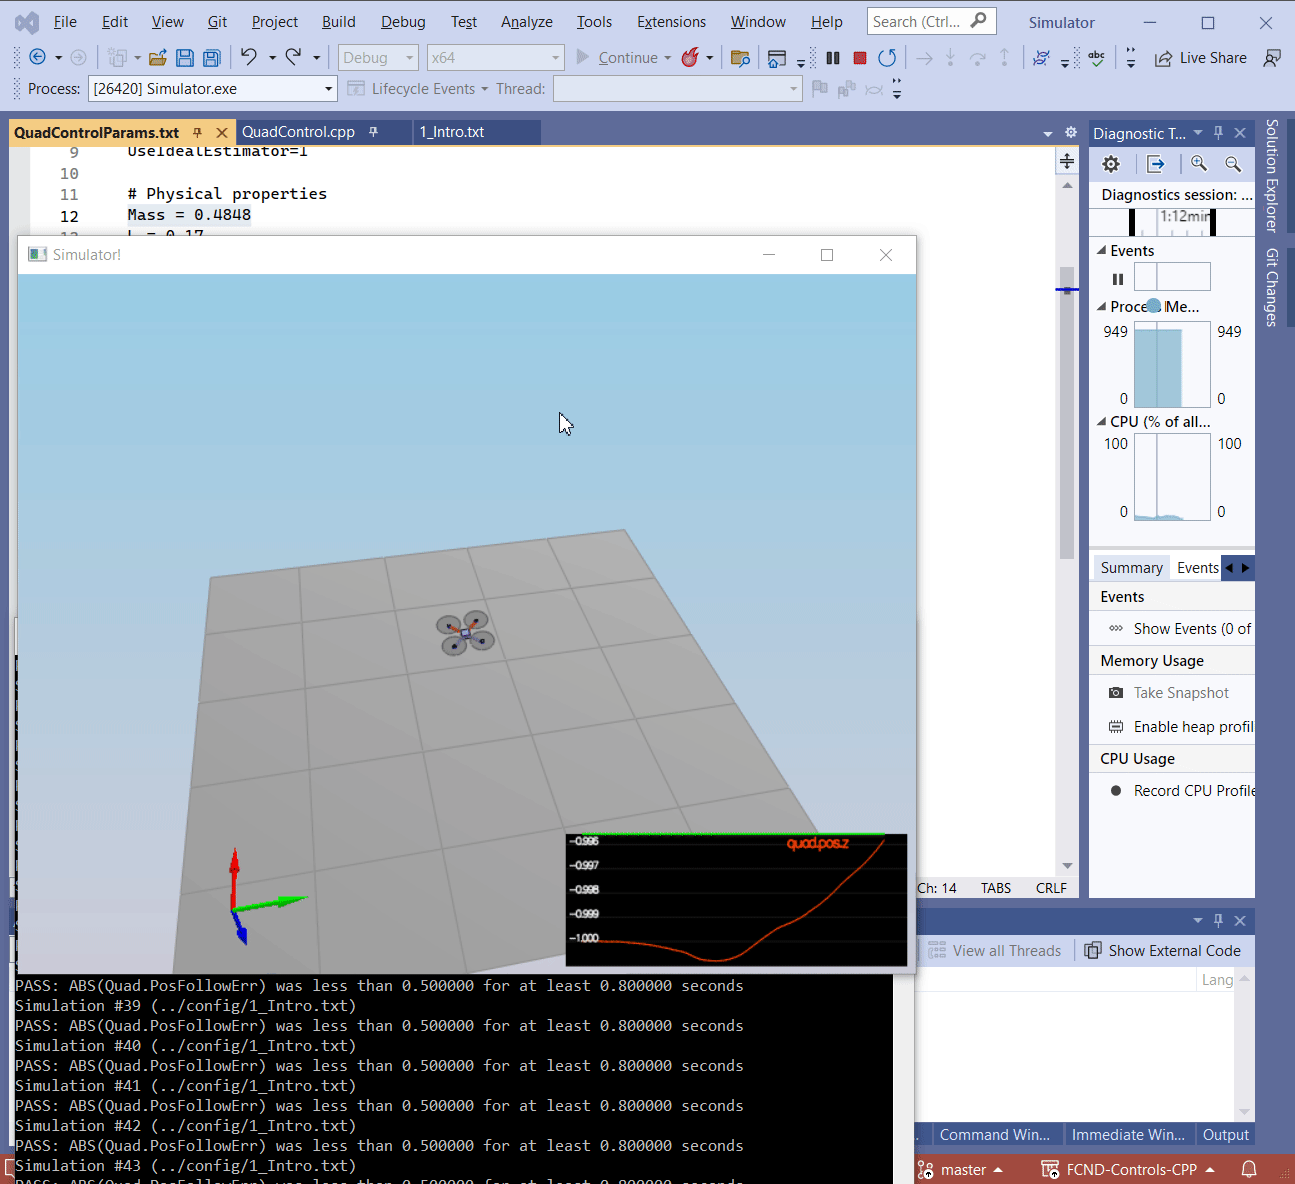 File Edit View Git Project Build Debug Test Analyze Tools Extensions Window Help Search (Ctrl... Simulator
Debug x64 Continue Live Share
Process: [26420] Simulator.exe Lifecycle Events Thread:
QuadControlParams.txt QuadControl.cpp 1_Intro.txt
9 UseIdealEstimator=1
10
11 # Physical properties
12 Mass = 0.4848
L = 0.17
Simulator!
quad.pos.z
-0.996
-0.997
-0.998
-0.999
-1.000
Ch: 14 TABS CRLF
PASS: ABS(Quad.PosFollowErr) was less than 0.500000 for at least 0.800000 seconds
Simulation #39 (../config/1_Intro.txt)
PASS: ABS(Quad.PosFollowErr) was less than 0.500000 for at least 0.800000 seconds
Simulation #40 (../config/1_Intro.txt)
PASS: ABS(Quad.PosFollowErr) was less than 0.500000 for at least 0.800000 seconds
Simulation #41 (../config/1_Intro.txt)
PASS: ABS(Quad.PosFollowErr) was less than 0.500000 for at least 0.800000 seconds
Simulation #42 (../config/1_Intro.txt)
PASS: ABS(Quad.PosFollowErr) was less than 0.500000 for at least 0.800000 seconds
Simulation #43 (../config/1_Intro.txt)
Diagnostic T...
Diagnostics session: ...
1:12min
Events
Proce Me...
949 949
0 0
CPU (% of all...
100 100
0 0
Summary Events
Events
Show Events (0 of
Memory Usage
Take Snapshot
Enable heap profil
CPU Usage
Record CPU Profile
Solution Explorer
Git Changes
View all Threads Show External Code
Lang
Command Win... Immediate Win... Output
master FCND-Controls-CPP